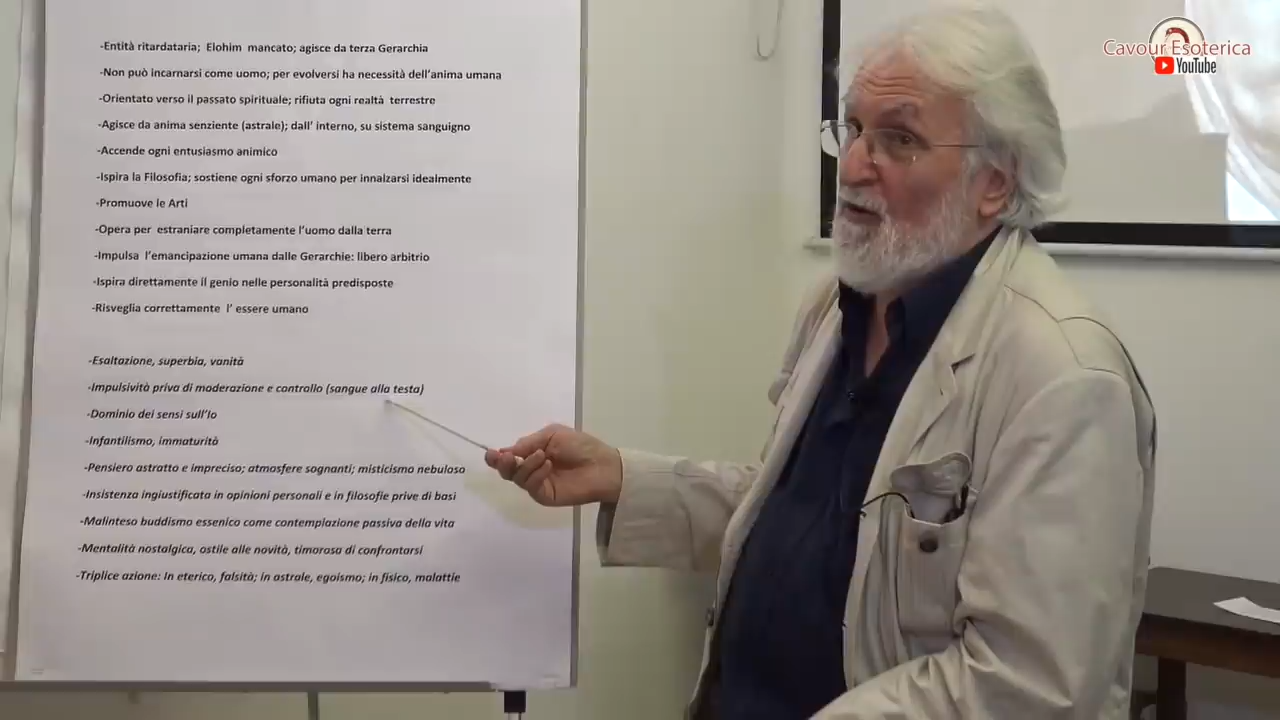 -Entità ritardataria; Elohim mancato; agisce da terza Gerarchia
-Non può incarnarsi come uomo; per evolversi ha necessità dell'anima umana
-Orientato verso il passato spirituale; rifiuta ogni realtà terrestre
-Agisce da anima senziente (astrale); dall' interno, su sistema sanguigno
-Accende ogni entusiasmo animico
-Ispira la Filosofia; sostiene ogni sforzo umano per innalzarsi idealmente
-Promuove le Arti
-Opera per estraniare completamente l'uomo dalla terra
-Impulsa l'emancipazione umana dalle Gerarchie: libero arbitrio
-Ispira direttamente il genio nelle personalità predisposte
-Risveglia correttamente l' essere umano
-Esaltazione, superbia, vanità
-Impulsività priva di moderazione e controllo (sangue alla testa)
-Dominio dei sensi sull'Io
-Infantilismo, immaturità
-Pensiero astratto e impreciso; atmosfere sognanti; misticismo nebuloso
-Insistenza ingiustificata in opinioni personali e in filosofie prive di basi
-Malinteso buddismo essenico come contemplazione passiva della vita
-Mentalità nostalgica, ostile alle novità, timorosa di confrontarsi
-Triplice azione: In eterico, falsità; in astrale, egoismo; in fisico, malattie
Cavour Esoterica
YouTube